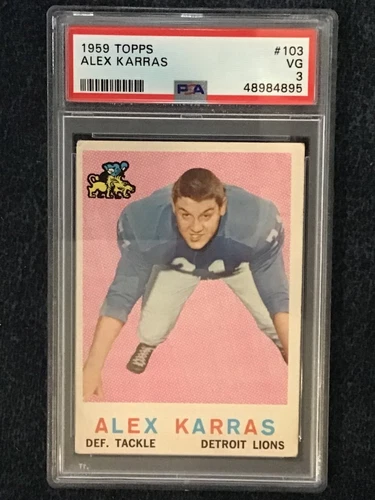 1959 TOPPS #103
ALEX KARRAS VG
PSA 3
48984895
ALEX KARRAS
DEF. TACKLE DETROIT LIONS